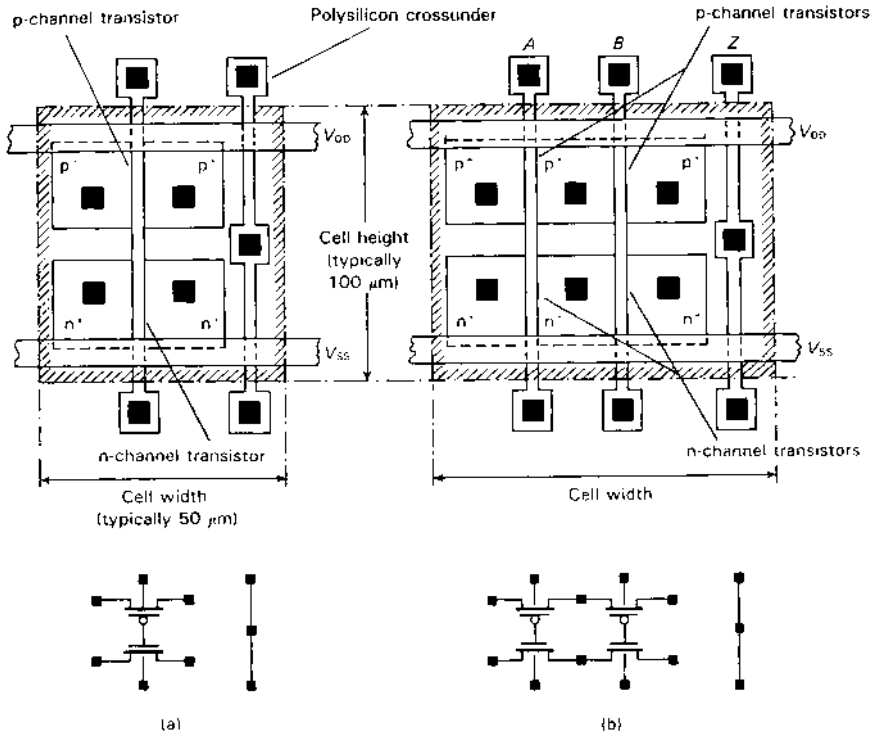 p-channel transistor
Polysilicon crossunder
p-channel transistors
A
B
Z
V_DD
V_DD
p+
p+
p+
p+
p+
Cell height
(typically
100 μm)
n+
n+
n+
n+
n+
V_SS
V_SS
n-channel transistor
n-channel transistors
Cell width
(typically 50 μm)
Cell width
(a)
(b)